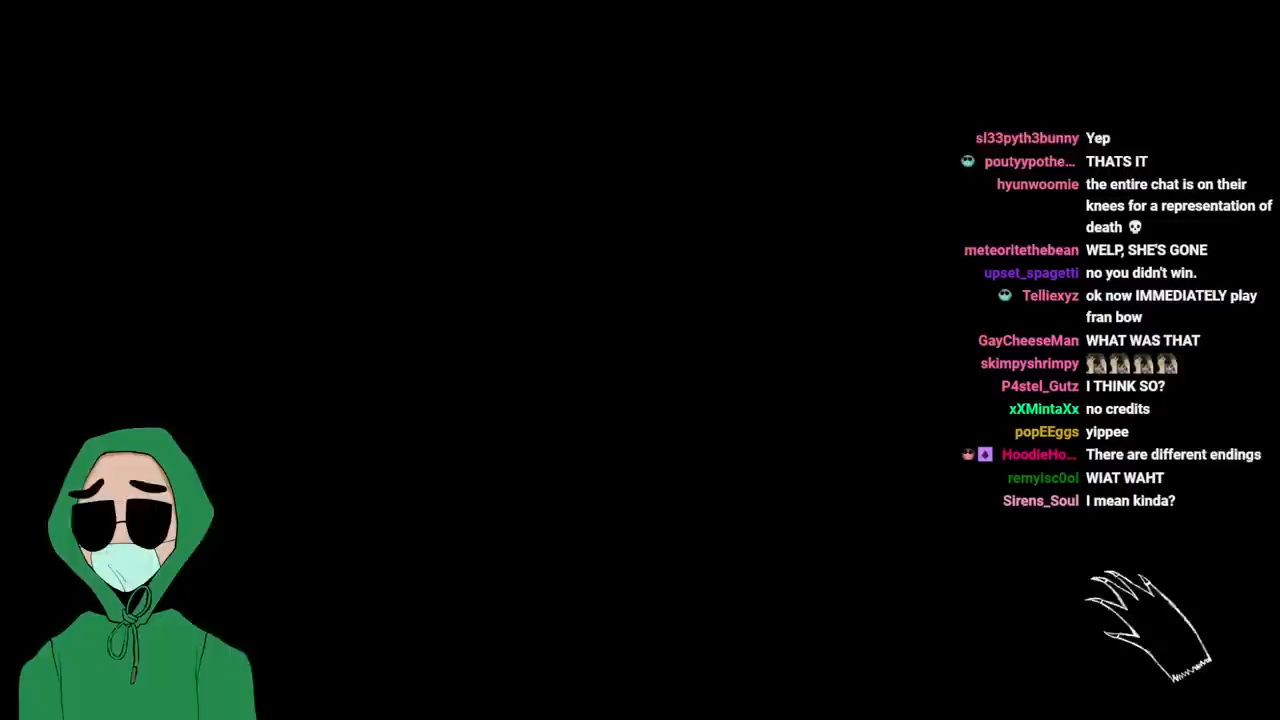 sl33pyth3bunny Yep
poutyypothe... THATS IT
hyunwoomie the entire chat is on their
knees for a representation of
death 💀
meteoritethebean WELP, SHE'S GONE
upset_spagetti no you didn't win.
Telliexyz ok now IMMEDIATELY play
fran bow
GayCheeseMan WHAT WAS THAT
skimpyshrimpy
P4stel_Gutz I THINK SO?
xXMintaXx no credits
popEEggs yippee
HoodieHo... There are different endings
remylsc0ol WIAT WAHT
Sirens_Soul I mean kinda?